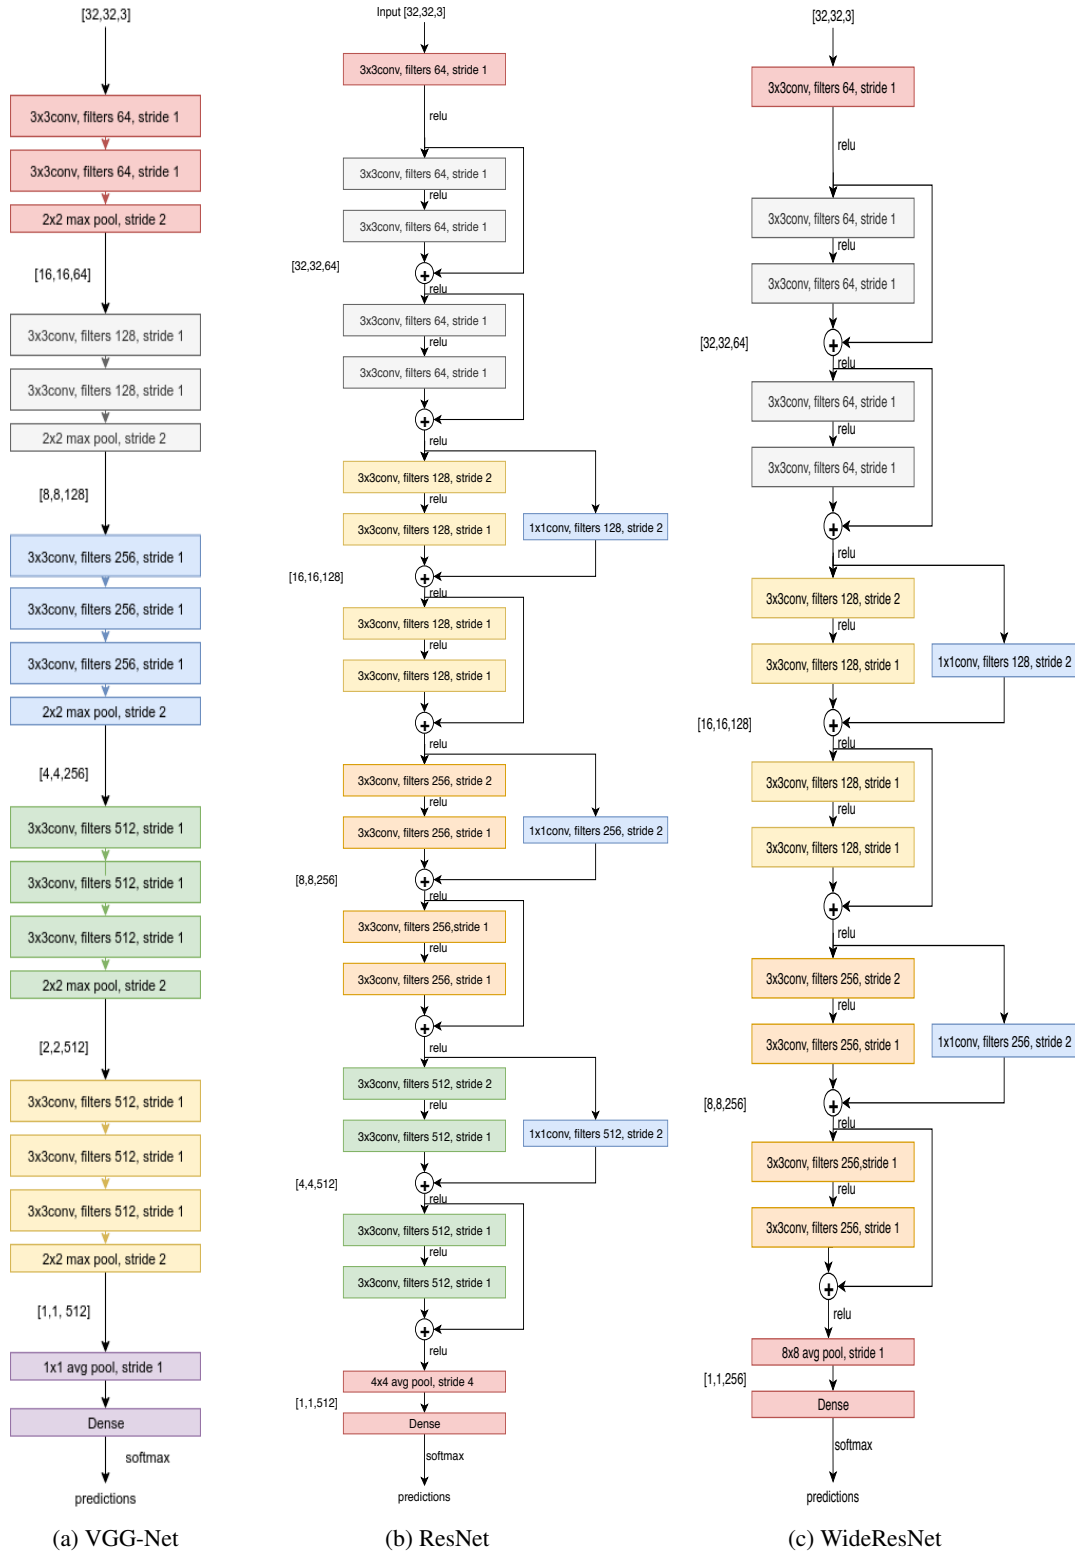 [32,32,3]
3x3conv, filters 64, stride 1
3x3conv, filters 64, stride 1
2x2 max pool, stride 2
[16,16,64]
3x3conv, filters 128, stride 1
3x3conv, filters 128, stride 1
2x2 max pool, stride 2
[8,8,128]
3x3conv, filters 256, stride 1
3x3conv, filters 256, stride 1
3x3conv, filters 256, stride 1
2x2 max pool, stride 2
[4,4,256]
3x3conv, filters 512, stride 1
3x3conv, filters 512, stride 1
3x3conv, filters 512, stride 1
2x2 max pool, stride 2
[2,2,512]
3x3conv, filters 512, stride 1
3x3conv, filters 512, stride 1
3x3conv, filters 512, stride 1
2x2 max pool, stride 2
[1,1, 512]
1x1 avg pool, stride 1
Dense
softmax
predictions
(a) VGG-Net
Input [32,32,3]
3x3conv, filters 64, stride 1
relu
3x3conv, filters 64, stride 1
relu
3x3conv, filters 64, stride 1
[32,32,64]
+
relu
3x3conv, filters 64, stride 1
relu
3x3conv, filters 64, stride 1
+
relu
3x3conv, filters 128, stride 2
relu
3x3conv, filters 128, stride 1
1x1conv, filters 128, stride 2
[16,16,128]
+
relu
3x3conv, filters 128, stride 1
relu
3x3conv, filters 128, stride 1
+
relu
3x3conv, filters 256, stride 2
relu
3x3conv, filters 256, stride 1
1x1conv, filters 256, stride 2
[8,8,256]
+
relu
3x3conv, filters 256,stride 1
relu
3x3conv, filters 256, stride 1
+
relu
3x3conv, filters 512, stride 2
relu
3x3conv, filters 512, stride 1
1x1conv, filters 512, stride 2
[4,4,512]
+
relu
3x3conv, filters 512, stride 1
relu
3x3conv, filters 512, stride 1
+
relu
4x4 avg pool, stride 4
[1,1,512]
Dense
softmax
predictions
(b) ResNet
[32,32,3]
3x3conv, filters 64, stride 1
relu
3x3conv, filters 64, stride 1
relu
3x3conv, filters 64, stride 1
[32,32,64]
+
relu
3x3conv, filters 64, stride 1
relu
3x3conv, filters 64, stride 1
+
relu
3x3conv, filters 128, stride 2
relu
3x3conv, filters 128, stride 1
1x1conv, filters 128, stride 2
[16,16,128]
+
relu
3x3conv, filters 128, stride 1
relu
3x3conv, filters 128, stride 1
+
relu
3x3conv, filters 256, stride 2
relu
3x3conv, filters 256, stride 1
1x1conv, filters 256, stride 2
[8,8,256]
+
relu
3x3conv, filters 256,stride 1
relu
3x3conv, filters 256, stride 1
+
relu
8x8 avg pool, stride 1
[1,1,256]
Dense
softmax
predictions
(c) WideResNet